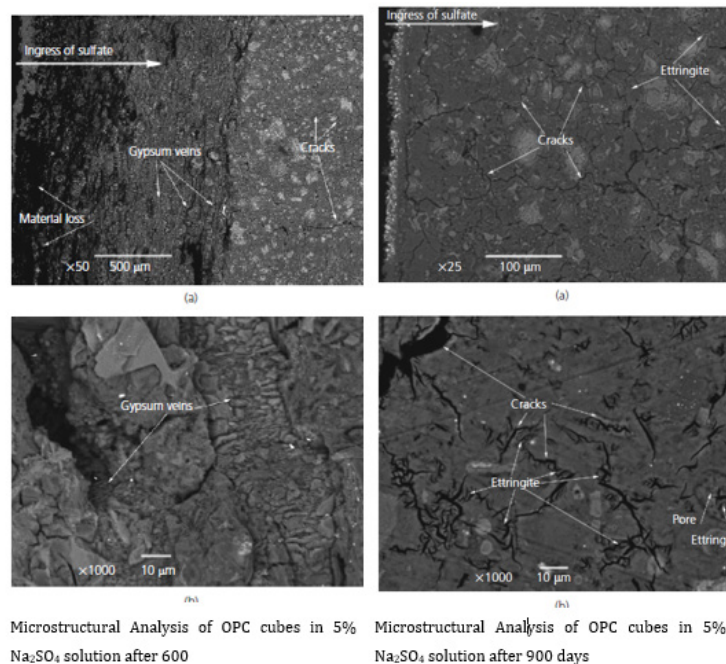 Ingress of sulfate
Gypsum veins
Cracks
Material loss
×50 500 μm
(a)
Ingress of sulfate
Ettringite
Cracks
×25 100 μm
(a)
Gypsum veins
×1000 10 μm
(b)
Cracks
Ettringite
Pore
Ettring
×1000 10 μm
(b)
Microstructural Analysis of OPC cubes in 5%
Na₂SO₄ solution after 600
Microstructural Analysis of OPC cubes in 5%
Na₂SO₄ solution after 900 days